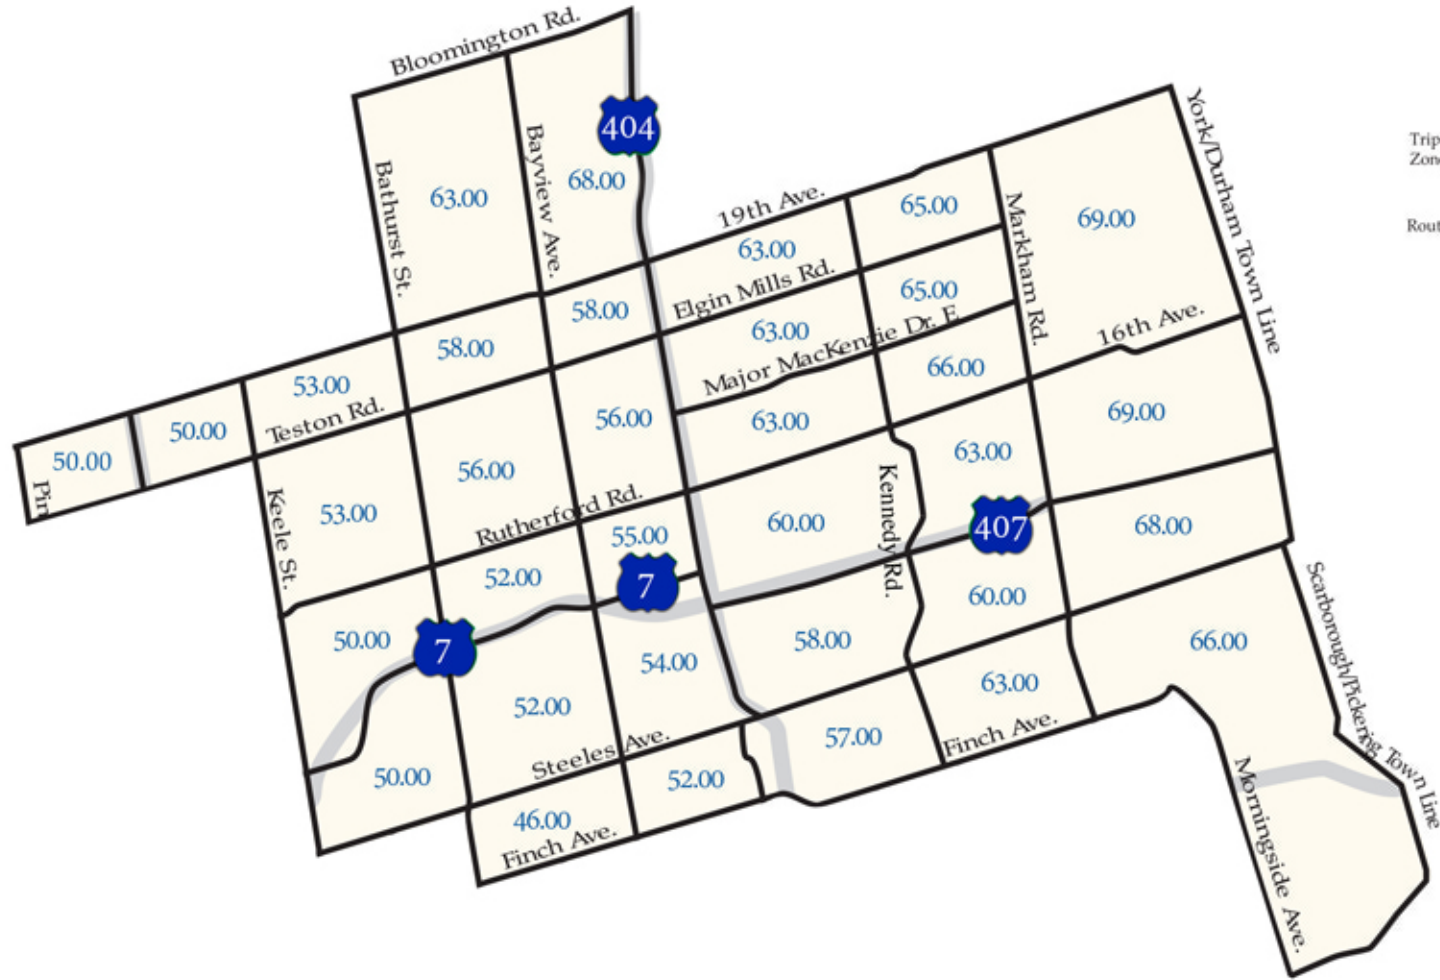 Bloomington Rd.
404
Bathurst St.
63.00
Bayview Ave.
68.00
York/Durham Town Line
Trip
19th Ave.
65.00
Markham Rd.
69.00
63.00
Elgin Mills Rd.
58.00
65.00
58.00
63.00
Major MacKenzie Dr. E
16th Ave.
53.00
Teston Rd.
66.00
50.00
50.00
56.00
63.00
69.00
Pin
Keele St.
53.00
56.00
Rutherford Rd.
63.00
Kennedy Rd.
60.00
407
68.00
55.00
52.00
7
60.00
50.00
7
54.00
58.00
66.00
Scarborough/Pickering Town Line
52.00
63.00
Steeles Ave.
57.00
Finch Ave.
50.00
52.00
46.00
Finch Ave.
Morningside Ave.